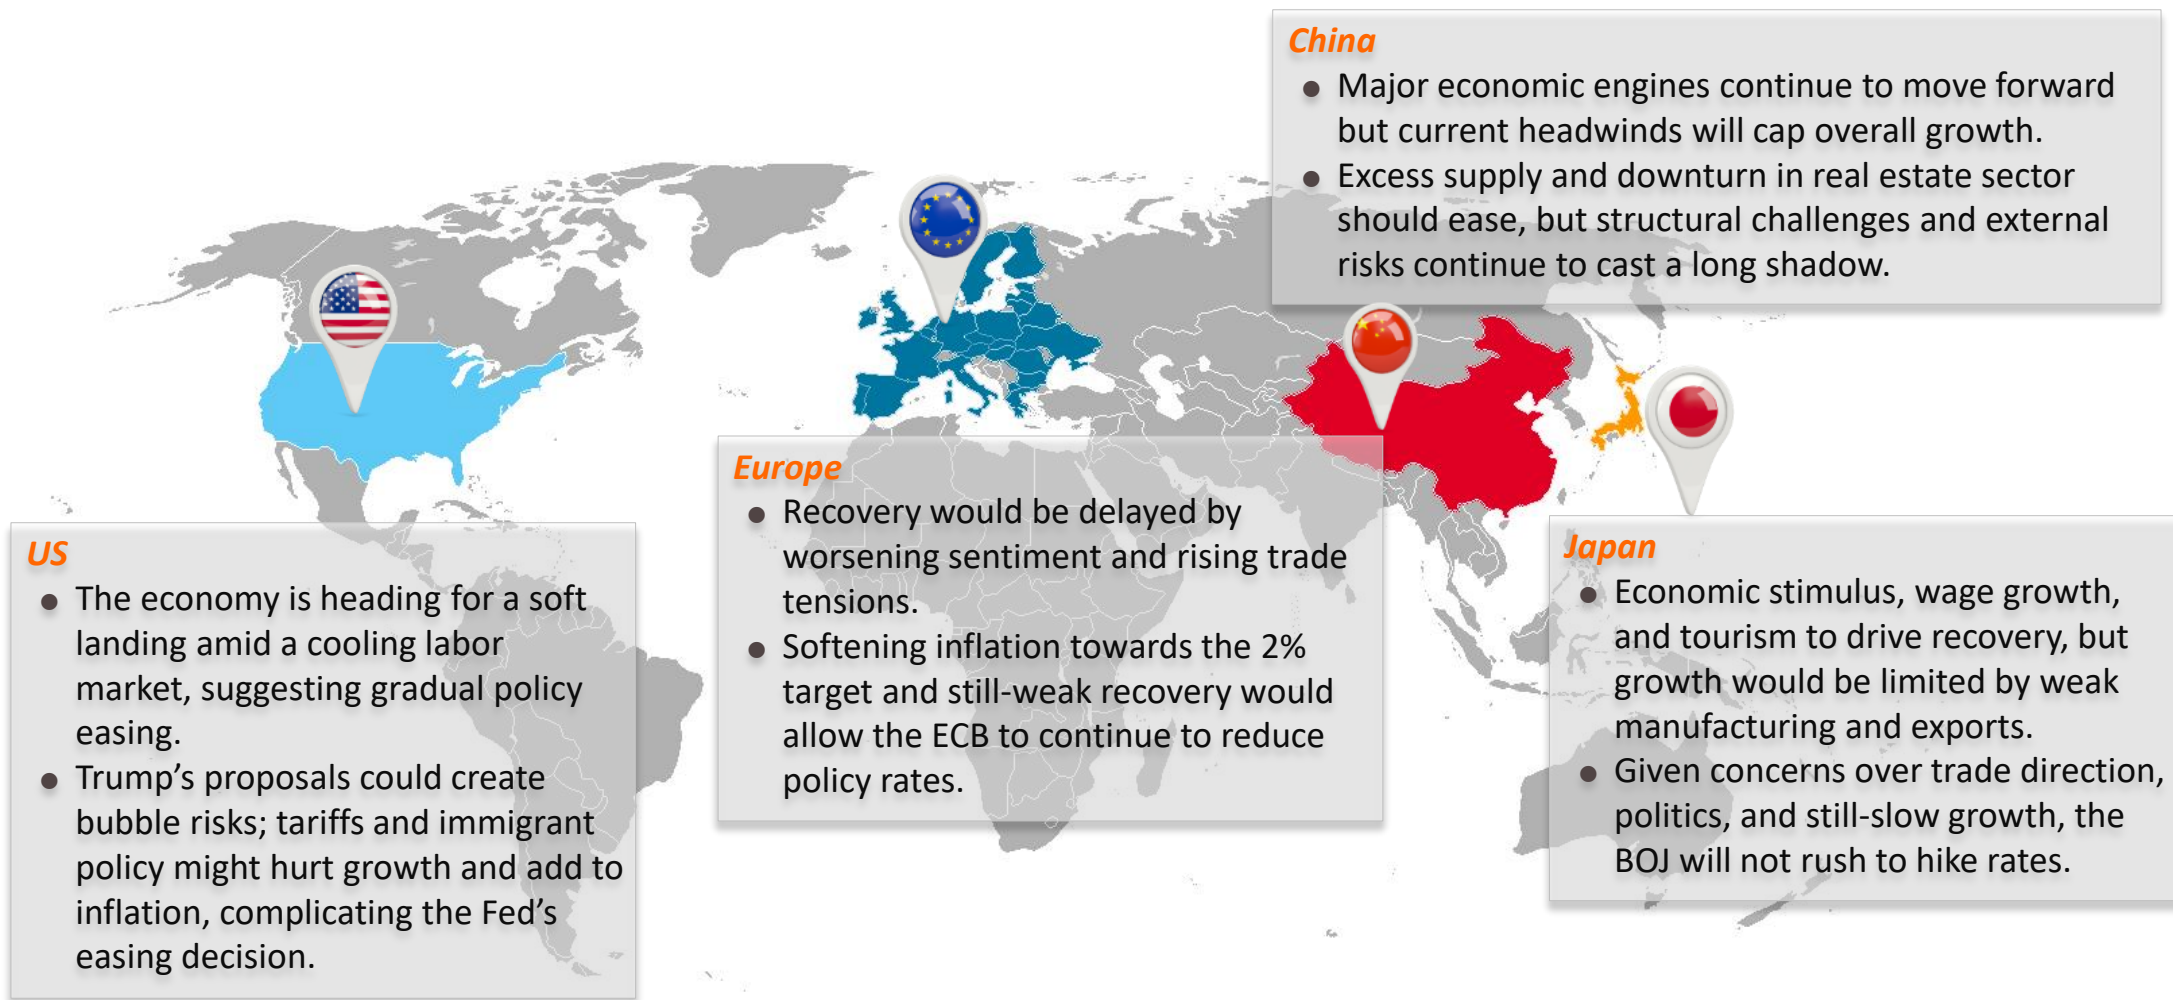 China
● Major economic engines continue to move forward
but current headwinds will cap overall growth.
● Excess supply and downturn in real estate sector
should ease, but structural challenges and external
risks continue to cast a long shadow.
Europe
● Recovery would be delayed by
worsening sentiment and rising trade
tensions.
● Softening inflation towards the 2%
target and still-weak recovery would
allow the ECB to continue to reduce
policy rates.
US
● The economy is heading for a soft
landing amid a cooling labor
market, suggesting gradual policy
easing.
● Trump’s proposals could create
bubble risks; tariffs and immigrant
policy might hurt growth and add to
inflation, complicating the Fed’s
easing decision.
Japan
● Economic stimulus, wage growth,
and tourism to drive recovery, but
growth would be limited by weak
manufacturing and exports.
● Given concerns over trade direction,
politics, and still-slow growth, the
BOJ will not rush to hike rates.